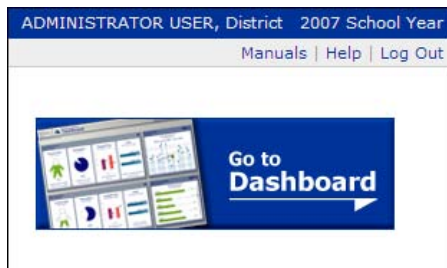 ADMINISTRATOR USER, District 2007 School Year
Manuals | Help | Log Out
Go to
Dashboard